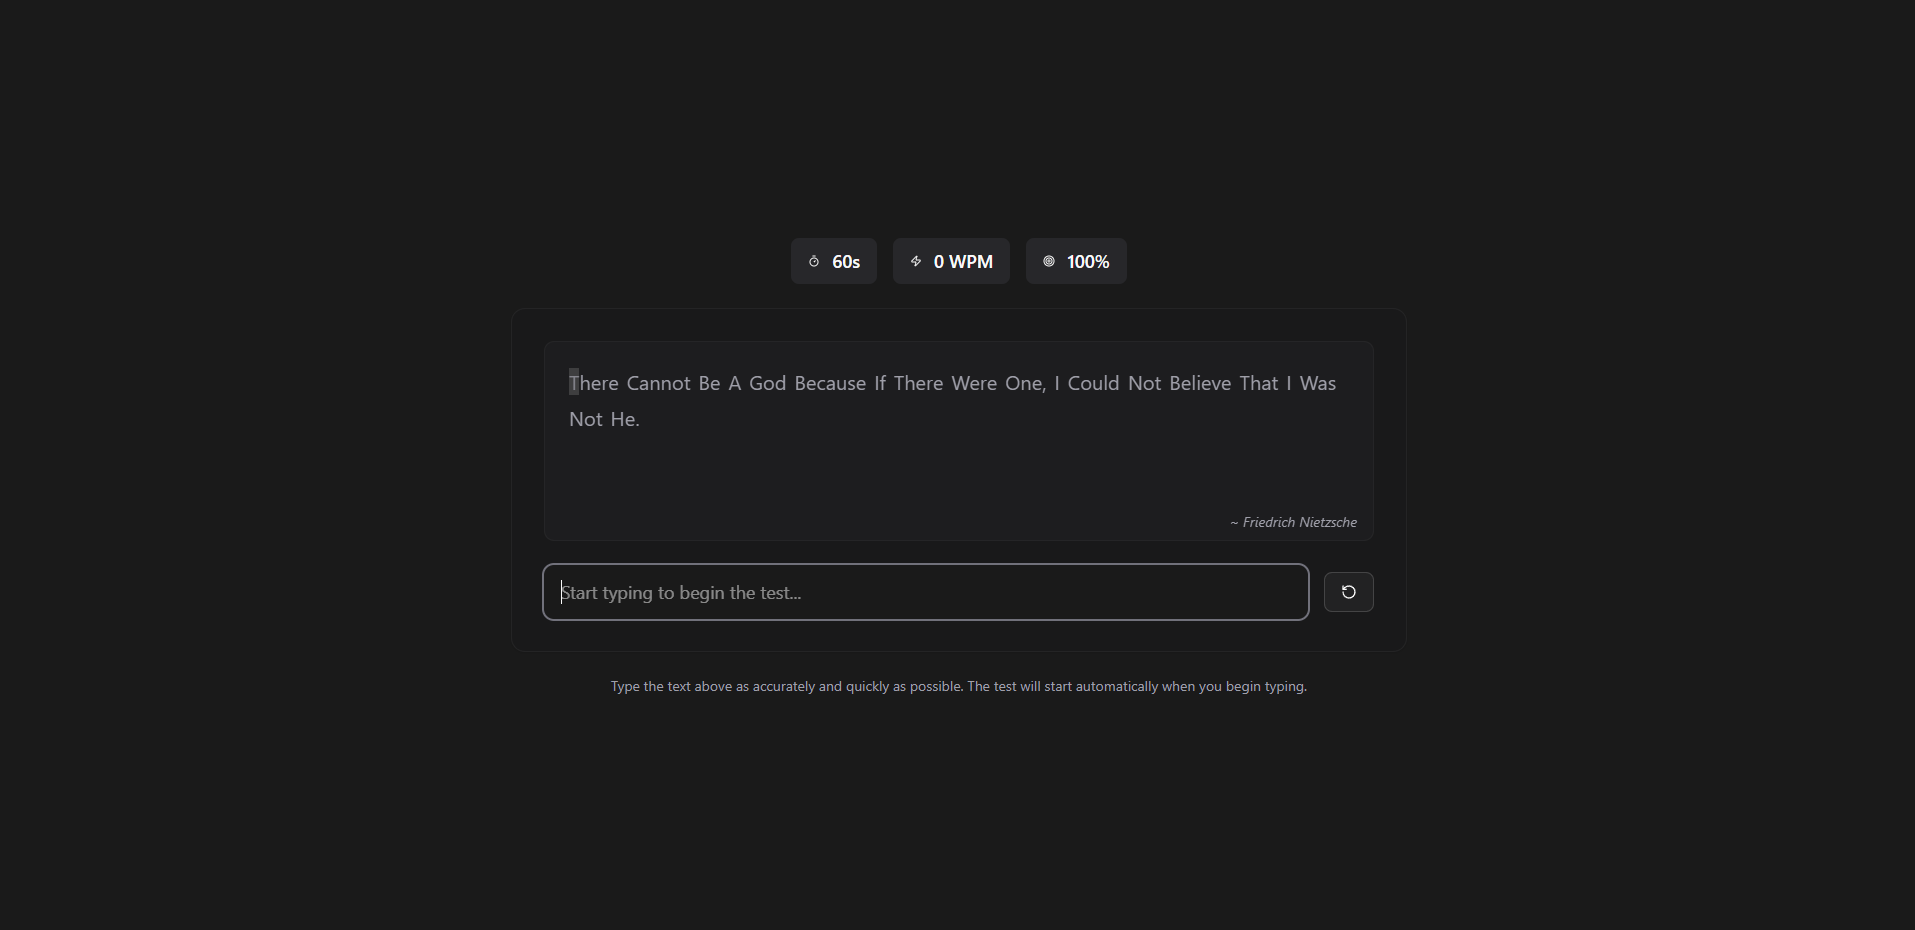 60s
0 WPM
100%
There Cannot Be A God Because If There Were One, I Could Not Believe That I Was
Not He.
~ Friedrich Nietzsche
Start typing to begin the test...
Type the text above as accurately and quickly as possible. The test will start automatically when you begin typing.